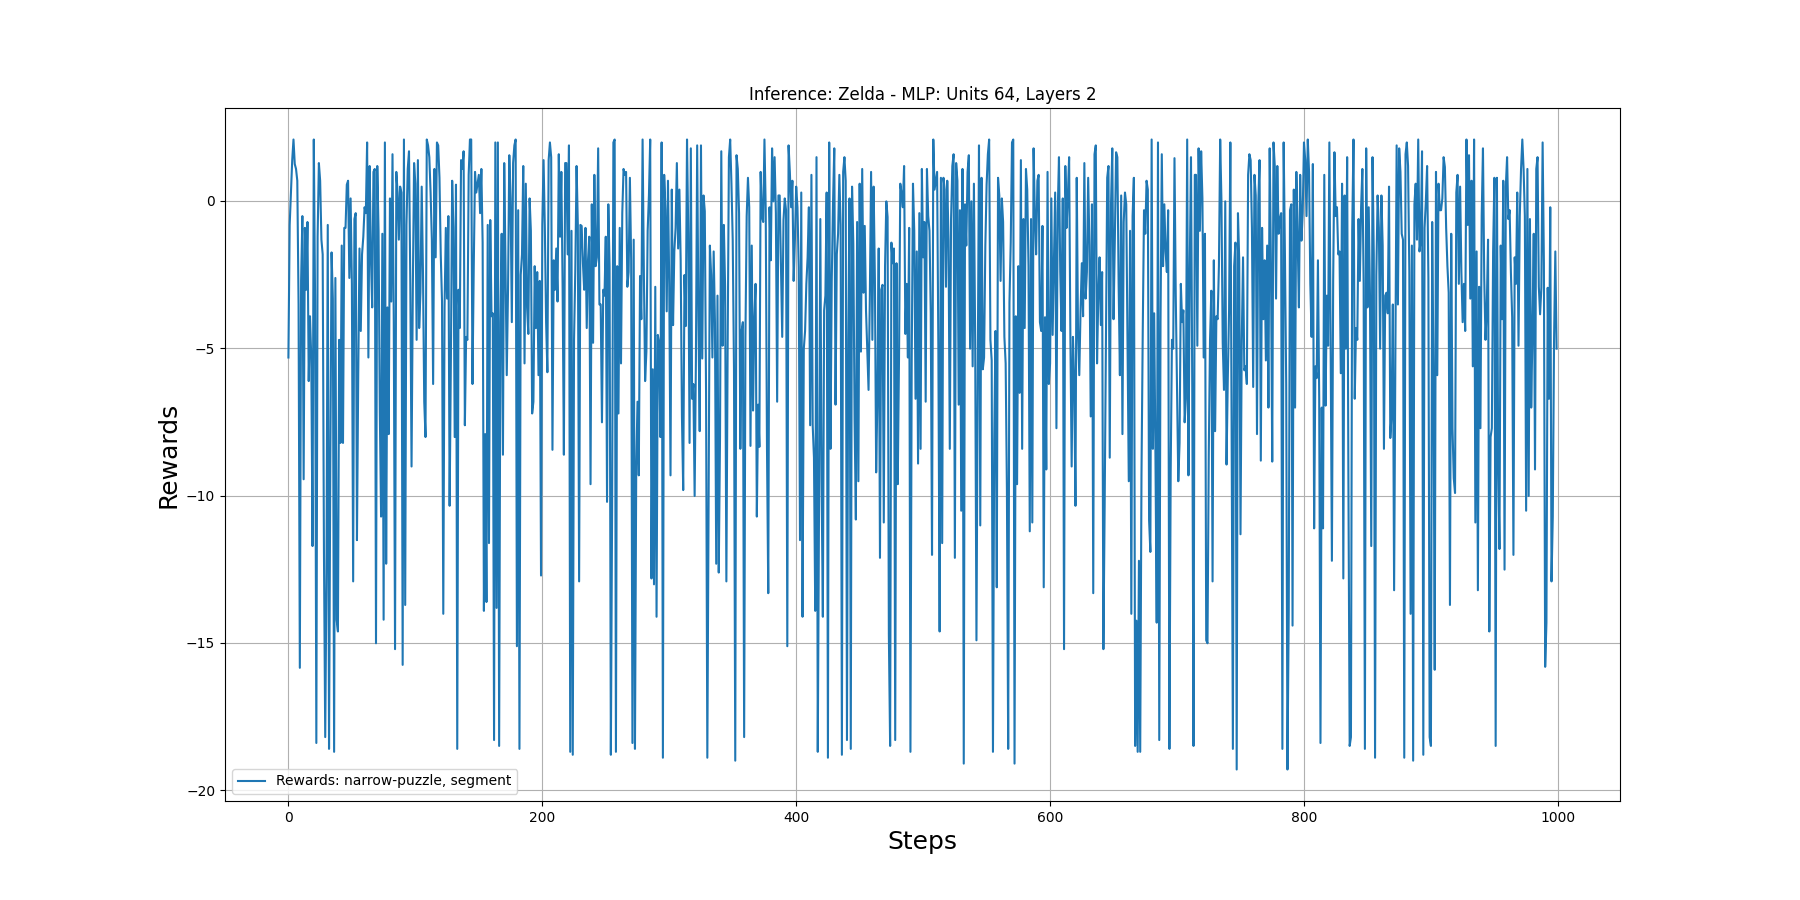 Inference: Zelda - MLP: Units 64, Layers 2
0
−5
−10
−15
−20
Rewards
Rewards: narrow-puzzle, segment
0 200 400 600 800 1000
Steps